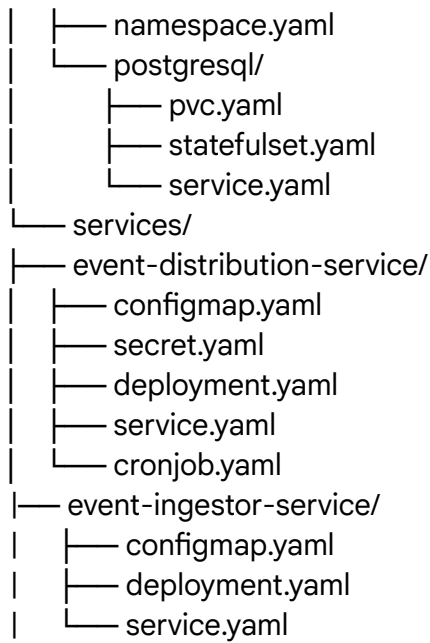 │ ├── namespace.yaml
│ └── postgresql/
│ ├── pvc.yaml
│ ├── statefulset.yaml
│ └── service.yaml
└── services/
├── event-distribution-service/
│ ├── configmap.yaml
│ ├── secret.yaml
│ ├── deployment.yaml
│ ├── service.yaml
│ └── cronjob.yaml
├── event-ingestor-service/
│ ├── configmap.yaml
│ ├── deployment.yaml
│ └── service.yaml